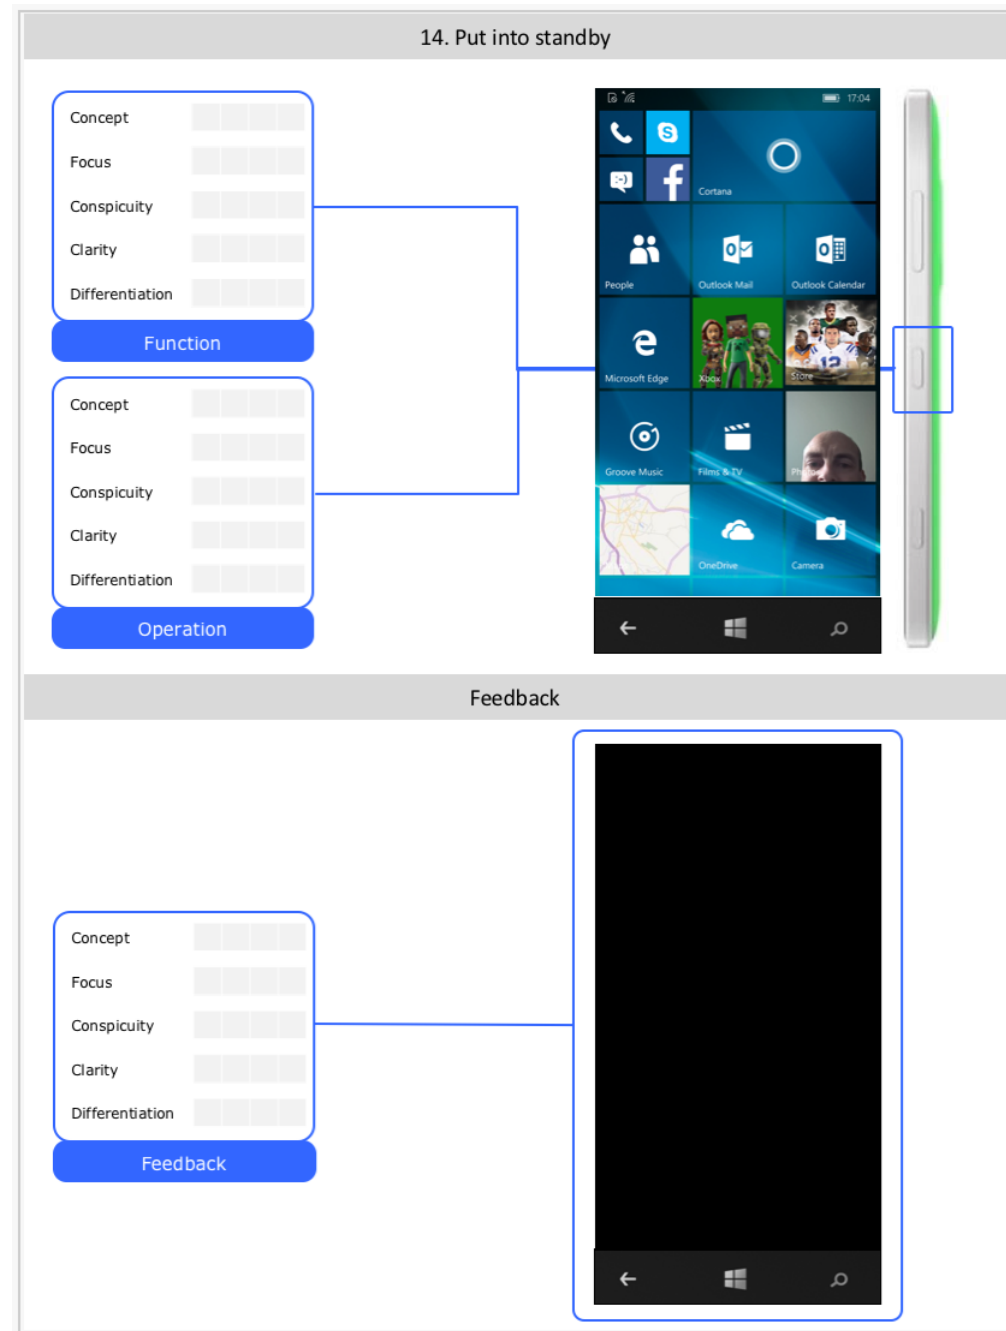 14. Put into standby
Concept
Focus
Conspicuity
Clarity
Differentiation
Function
Concept
Focus
Conspicuity
Clarity
Differentiation
Operation
17:04
S
:-)
f
Cortana
People
Outlook Mail
Outlook Calendar
Microsoft Edge
Xbox
Store
12
Groove Music
Films & TV
OneDrive
Camera
Feedback
Concept
Focus
Conspicuity
Clarity
Differentiation
Feedback